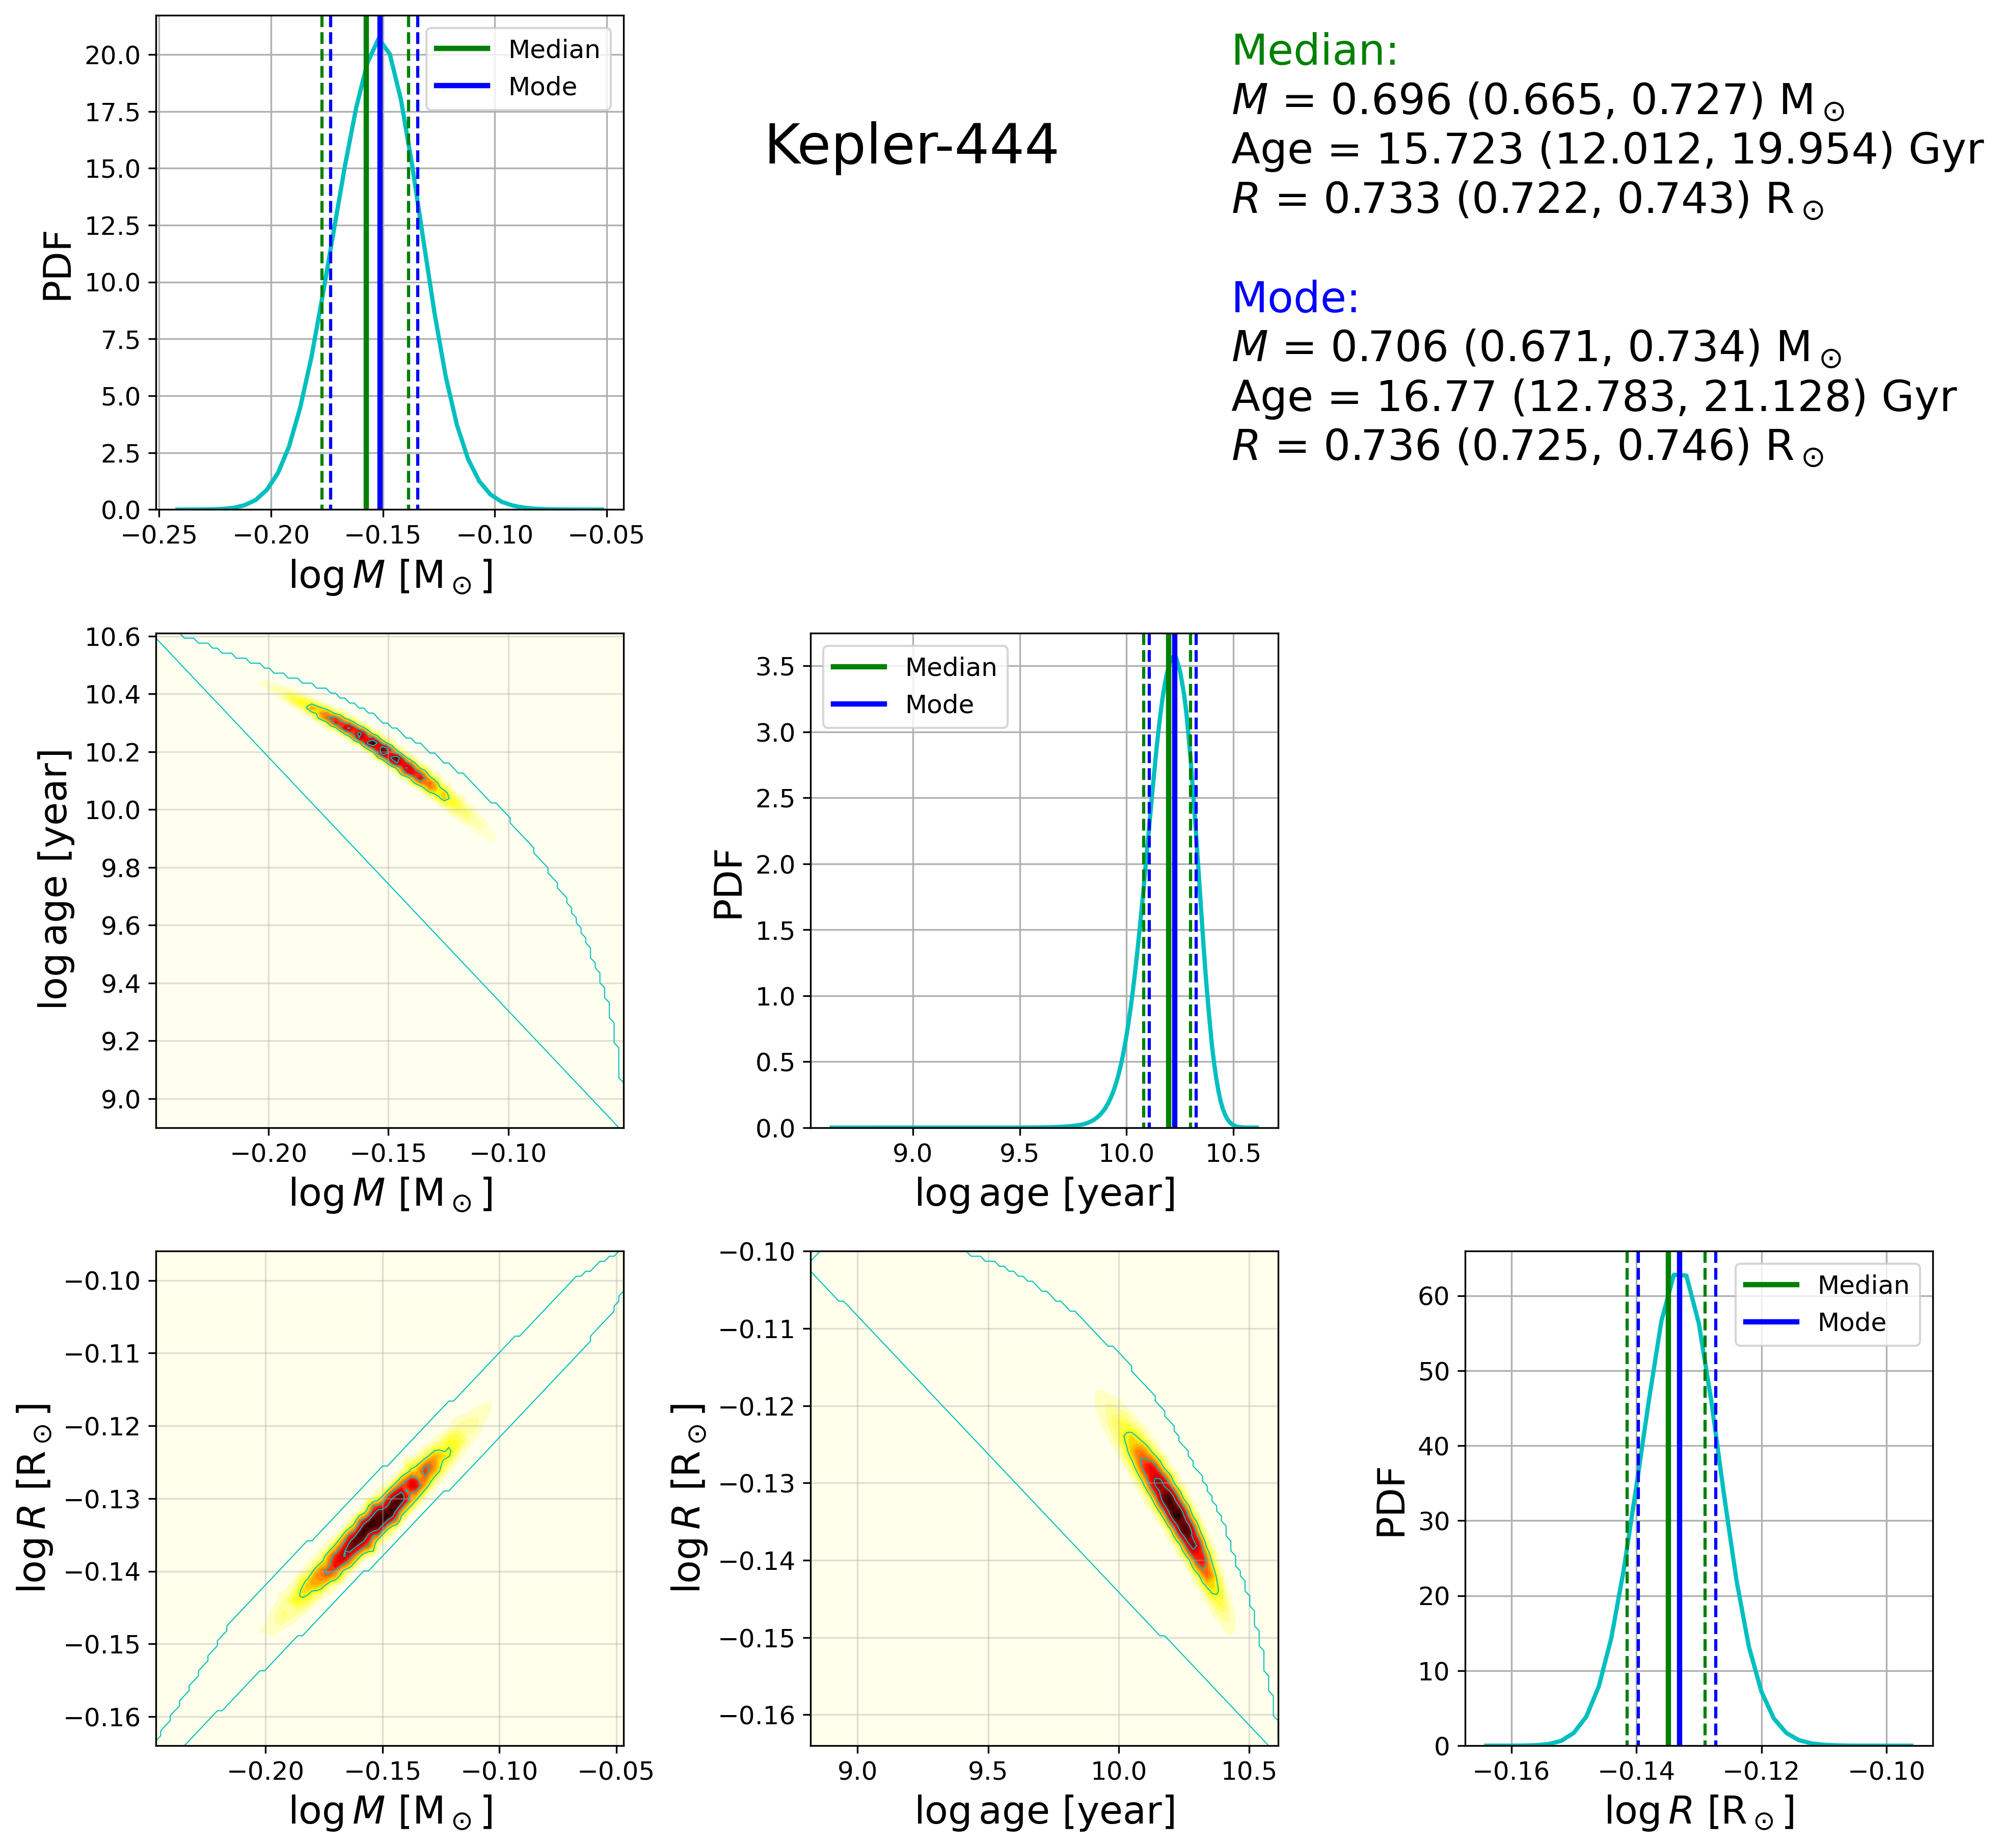 20.0
17.5
15.0
12.5
10.0
7.5
5.0
2.5
0.0
PDF
Median
Mode
−0.25 −0.20 −0.15 −0.10 −0.05
log M [M⊙]
Kepler-444
Median:
M = 0.696 (0.665, 0.727) M⊙
Age = 15.723 (12.012, 19.954) Gyr
R = 0.733 (0.722, 0.743) R⊙
Mode:
M = 0.706 (0.671, 0.734) M⊙
Age = 16.77 (12.783, 21.128) Gyr
R = 0.736 (0.725, 0.746) R⊙
10.6
10.4
10.2
10.0
9.8
9.6
9.4
9.2
9.0
log age [year]
−0.20 −0.15 −0.10
log M [M⊙]
3.5
3.0
2.5
2.0
1.5
1.0
0.5
0.0
PDF
Median
Mode
9.0 9.5 10.0 10.5
log age [year]
−0.10
−0.11
−0.12
−0.13
−0.14
−0.15
−0.16
log R [R⊙]
−0.20 −0.15 −0.10 −0.05
log M [M⊙]
−0.10
−0.11
−0.12
−0.13
−0.14
−0.15
−0.16
log R [R⊙]
9.0 9.5 10.0 10.5
log age [year]
60
50
40
30
20
10
0
PDF
Median
Mode
−0.16 −0.14 −0.12 −0.10
log R [R⊙]